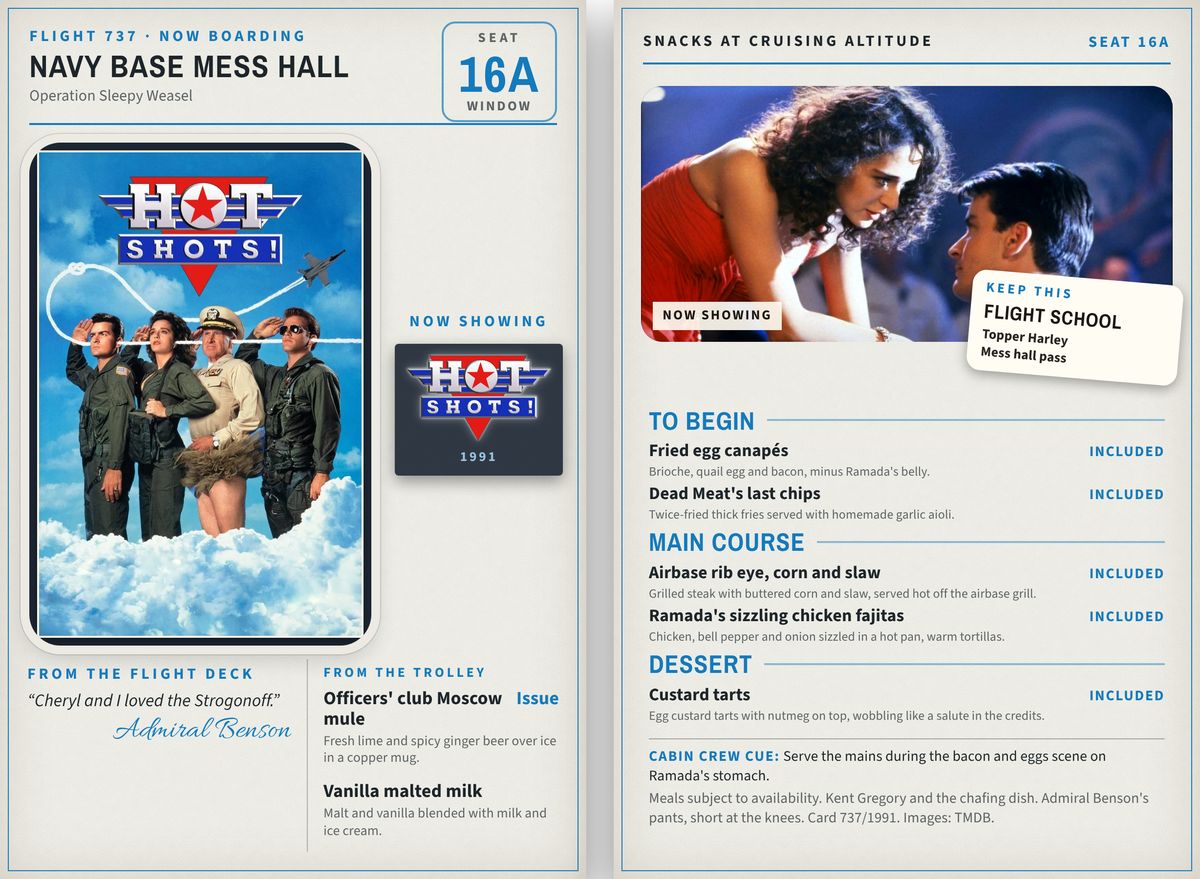 FLIGHT 737 · NOW BOARDING
NAVY BASE MESS HALL
Operation Sleepy Weasel
SEAT
16A
WINDOW
HOT
SHOTS!
NOW SHOWING
HOT
SHOTS!
1991
FROM THE FLIGHT DECK
“Cheryl and I loved the Strogonoff.”
Admiral Benson
FROM THE TROLLEY
Officers' club Moscow Issue
mule
Fresh lime and spicy ginger beer over ice
in a copper mug.
Vanilla malted milk
Malt and vanilla blended with milk and
ice cream.
SNACKS AT CRUISING ALTITUDE
SEAT 16A
NOW SHOWING
KEEP THIS
FLIGHT SCHOOL
Topper Harley
Mess hall pass
TO BEGIN
Fried egg canapés INCLUDED
Brioche, quail egg and bacon, minus Ramada's belly.
Dead Meat's last chips INCLUDED
Twice-fried thick fries served with homemade garlic aioli.
MAIN COURSE
Airbase rib eye, corn and slaw INCLUDED
Grilled steak with buttered corn and slaw, served hot off the airbase grill.
Ramada's sizzling chicken fajitas INCLUDED
Chicken, bell pepper and onion sizzled in a hot pan, warm tortillas.
DESSERT
Custard tarts INCLUDED
Egg custard tarts with nutmeg on top, wobbling like a salute in the credits.
CABIN CREW CUE: Serve the mains during the bacon and eggs scene on
Ramada's stomach.
Meals subject to availability. Kent Gregory and the chafing dish. Admiral Benson's
pants, short at the knees. Card 737/1991. Images: TMDB.